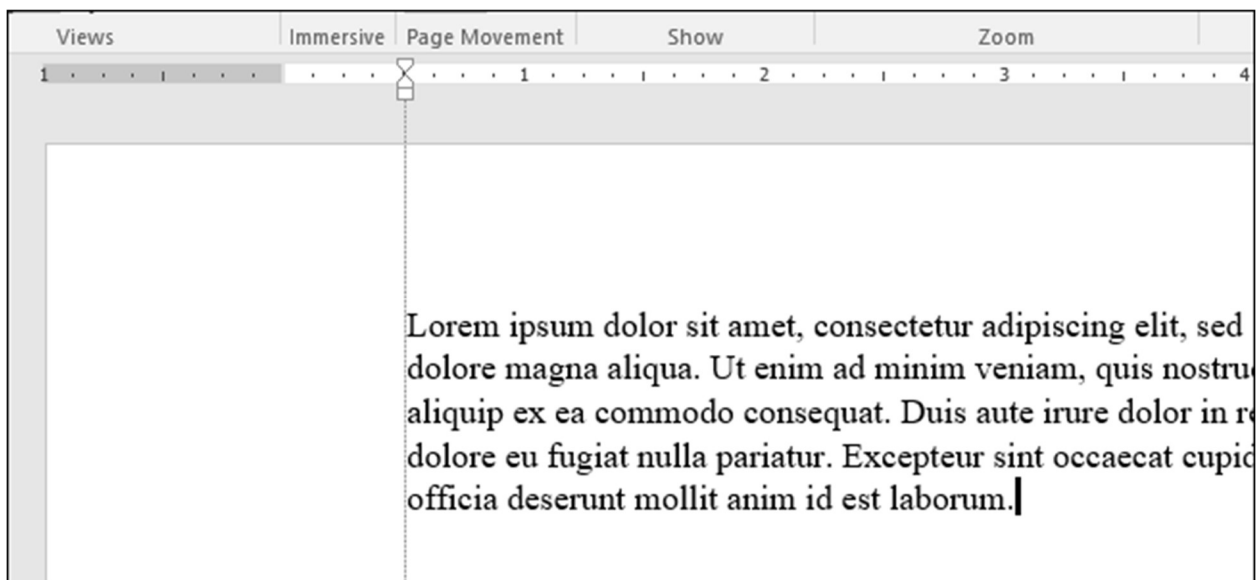 Views Immersive Page Movement Show Zoom
1 1 2 3 4
Lorem ipsum dolor sit amet, consectetur adipiscing elit, sed
dolore magna aliqua. Ut enim ad minim veniam, quis
aliquip ex ea commodo consequat. Duis aute irure dolor in
dolore eu fugiat nulla pariatur. Excepteur sint occaecat
officia deserunt mollit anim id est laborum.